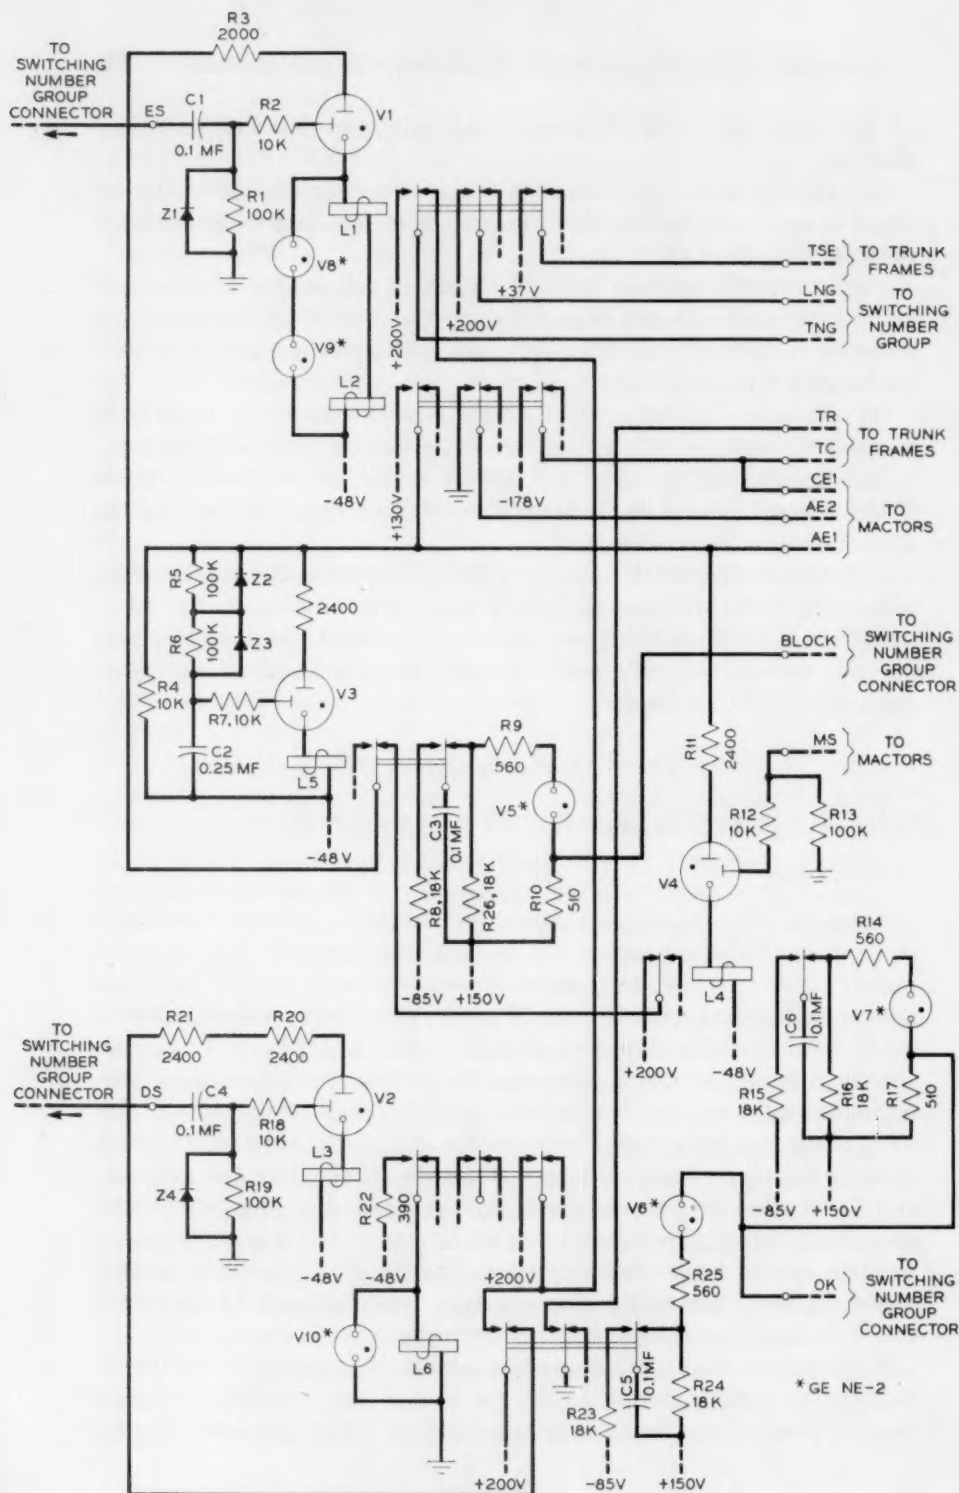 R3
2000
TO
SWITCHING
NUMBER
GROUP
CONNECTOR
ES
C1
0.1 MF
R2
10K
V1
Z1
R1
100K
L1
V8*
V9*
L2
-48V
+200V
+200V
+37V
+130V
-178V
TSE
TO TRUNK
FRAMES
LNG
TNG
TO
SWITCHING
NUMBER
GROUP
TR
TC
TO TRUNK
FRAMES
CE1
AE2
AE1
TO
MACTORS
R5
100K
Z2
R6
100K
Z3
2400
R4
10K
R7, 10K
V3
C2
0.25 MF
L5
-48V
R9
560
V5*
C3
0.1 MF
R8, 18K
R26, 18K
R10
510
-85V
+150V
BLOCK
TO
SWITCHING
NUMBER
GROUP
CONNECTOR
R11
2400
MS
TO
MACTORS
R12
10K
R13
100K
V4
L4
+200V
-48V
R14
560
C6
0.1 MF
V7*
R15
18K
R16
18K
R17
510
-85V
+150V
TO
SWITCHING
NUMBER
GROUP
CONNECTOR
R21
2400
R20
2400
DS
C4
0.1 MF
R18
10K
V2
L3
Z4
R19
100K
-48V
R22
390
-48V
+200V
V10*
L6
V6*
R25
560
C5
0.1 MF
R24
18K
R23
18K
+200V
-85V
+150V
OK
TO
SWITCHING
NUMBER
GROUP
CONNECTOR
*GE NE-2